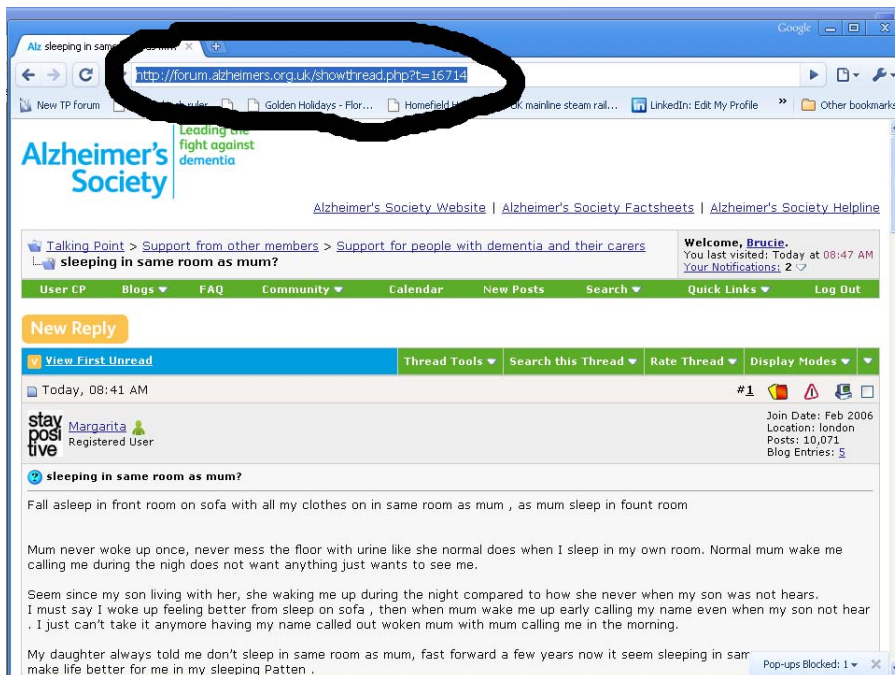 Google
Alz sleeping in sam
http://forum.alzheimers.org.uk/showthread.php?t=16714
New TP forum
ruler
Golden Holidays - Flor...
Homefield H
UK mainline steam rail...
LinkedIn: Edit My Profile
»
Other bookmarks
Alzheimer's Society
Leading the fight against dementia
Alzheimer's Society Website | Alzheimer's Society Factsheets | Alzheimer's Society Helpline
Talking Point > Support from other members > Support for people with dementia and their carers
sleeping in same room as mum?
Welcome, Brucie.
You last visited: Today at 08:47 AM
Your Notifications: 2
User CP Blogs FAQ Community Calendar New Posts Search Quick Links Log Out
New Reply
View First Unread Thread Tools Search this Thread Rate Thread Display Modes
Today, 08:41 AM #1
stay
posi
tive
Margarita
Registered User
Join Date: Feb 2006
Location: london
Posts: 10,071
Blog Entries: 5
sleeping in same room as mum?
Fall asleep in front room on sofa with all my clothes on in same room as mum , as mum sleep in fount room
Mum never woke up once, never mess the floor with urine like she normal does when I sleep in my own room. Normal mum wake me
calling me during the nigh does not want anything just wants to see me.
Seem since my son living with her, she waking me up during the night compared to how she never when my son was not hears.
I must say I woke up feeling better from sleep on sofa , then when mum wake me up early calling my name even when my son not hear
. I just can't take it anymore having my name called out woken mum with mum calling me in the morning.
My daughter always told me don't sleep in same room as mum, fast forward a few years now it seem sleeping in sam
make life better for me in my sleeping Patten .
Pop-ups Blocked: 1